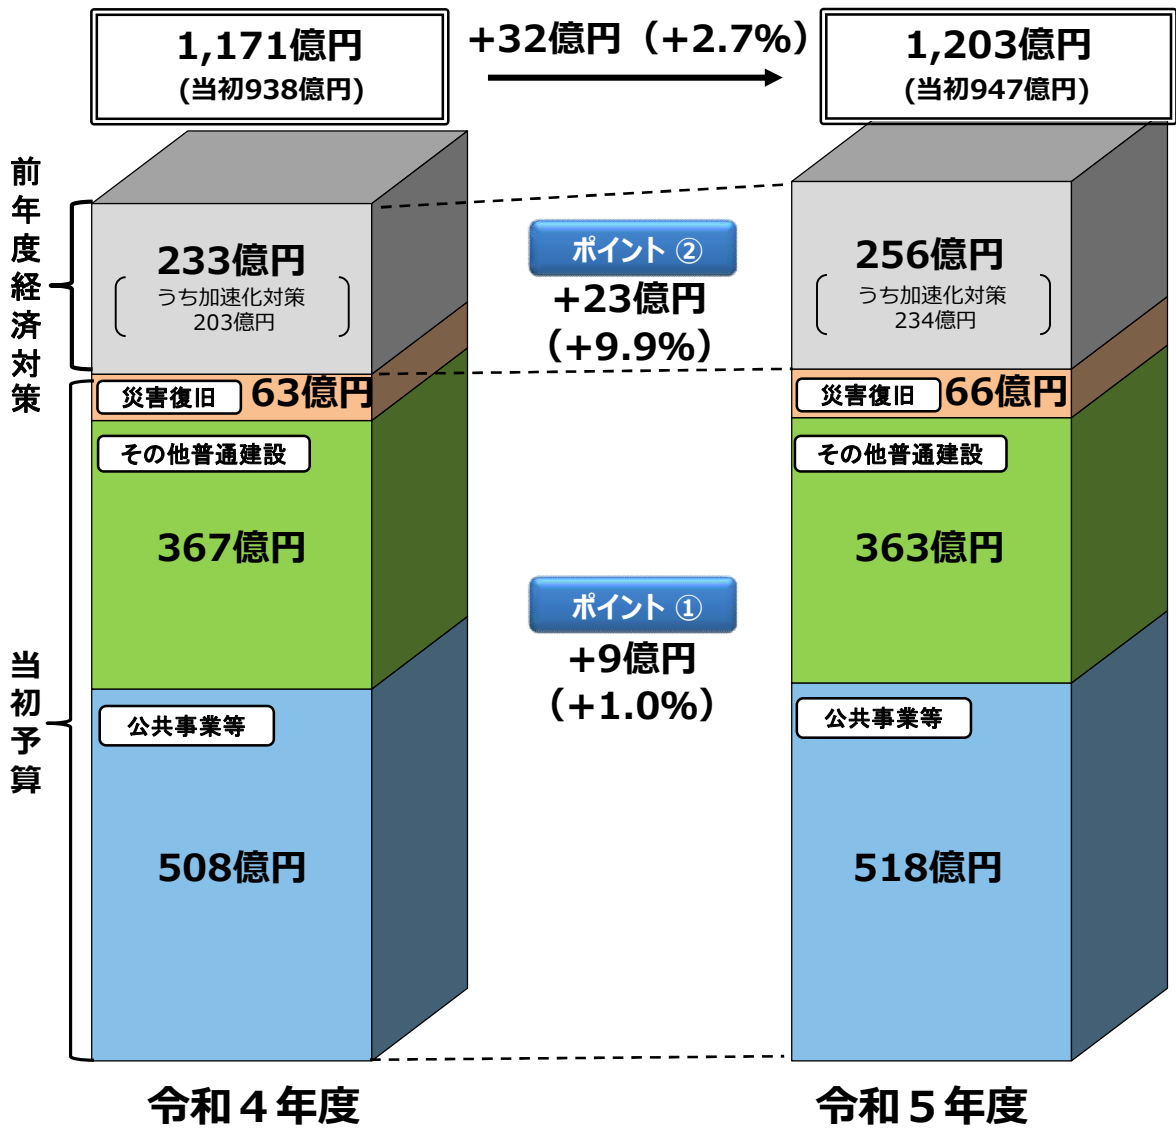 1,171億円
(当初938億円)
+32億円（+2.7%）
1,203億円
(当初947億円)
前年度経済対策
233億円
うち加速化対策
203億円
ポイント ②
+23億円
（+9.9%）
256億円
うち加速化対策
234億円
災害復旧
63億円
災害復旧
66億円
当初予算
その他普通建設
367億円
その他普通建設
363億円
ポイント ①
+9億円
（+1.0%）
公共事業等
508億円
公共事業等
518億円
令和４年度
令和５年度